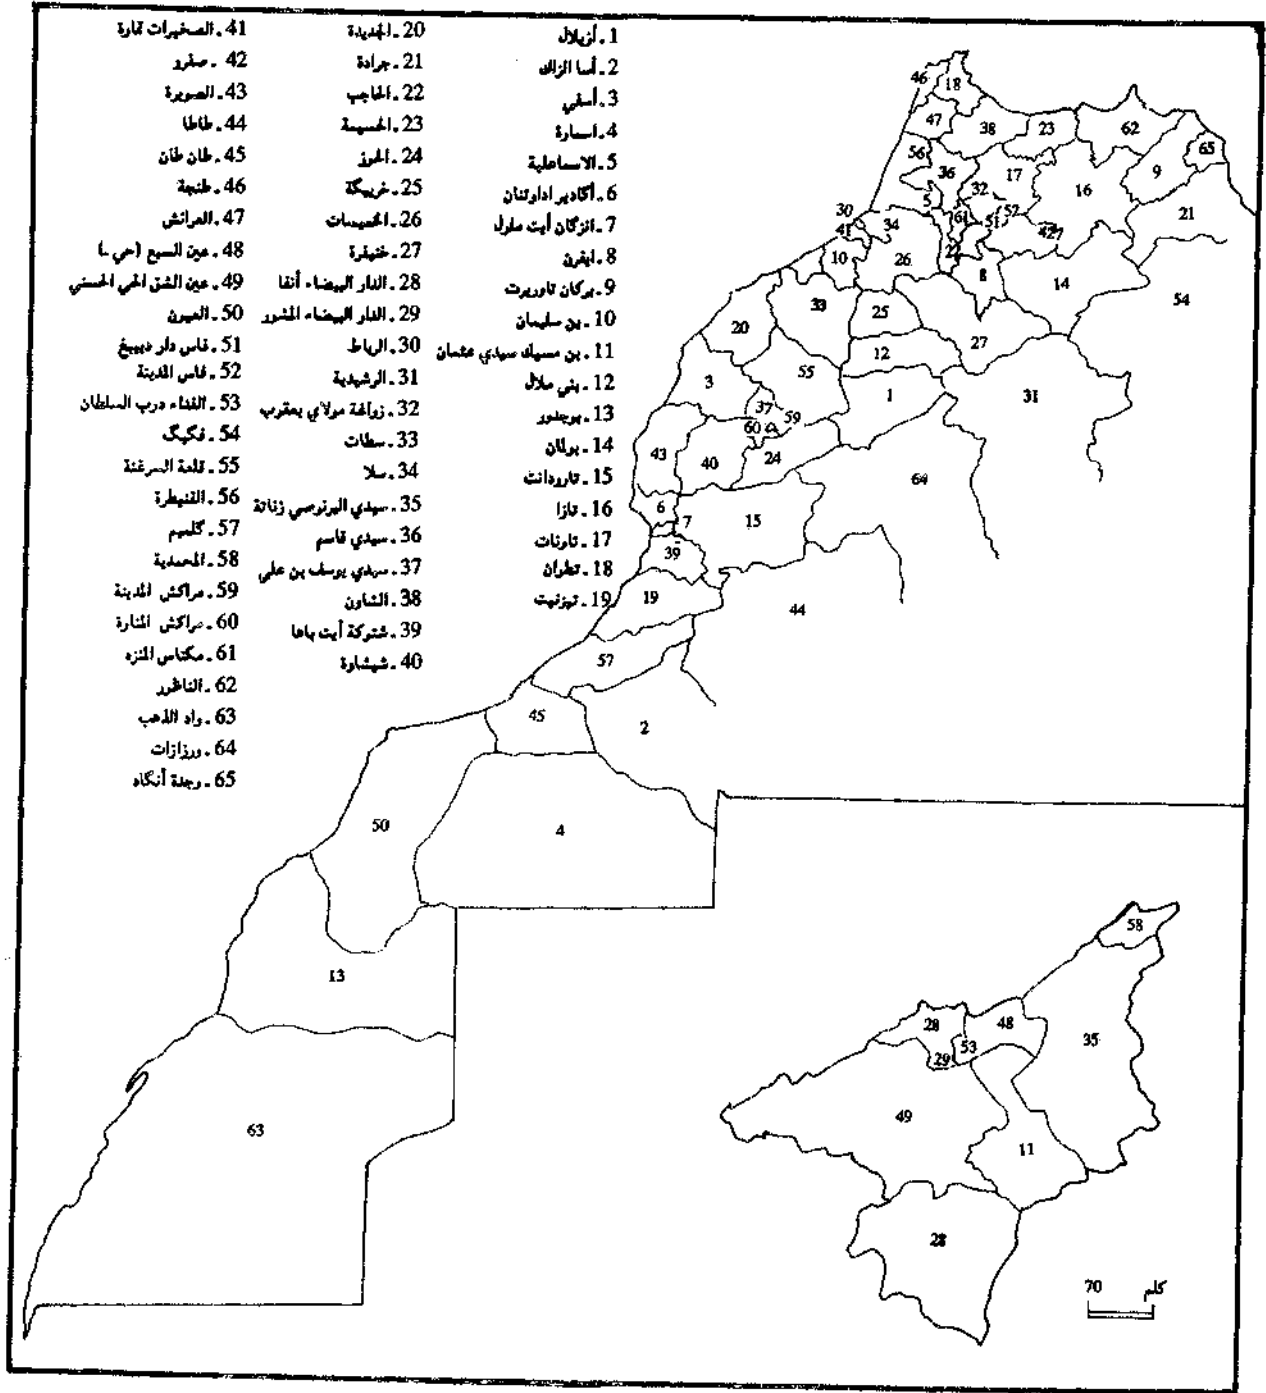 1. أزيلال
2. أسا الزاك
3. أسفي
4. اسمارة
5. الاسماعلية
6. أكادير اداوتنان
7. انزكان أيت ملول
8. ايفرن
9. بركان تاوريرت
10. بن سليمان
11. بن مسيك سيدي عثمان
12. بني ملال
13. بوجدور
14. بولمان
15. تارودانت
16. تازا
17. تاونات
18. تطوان
19. تيزنيت
20. الجديدة
21. جرادة
22. الحاجب
23. الحسيمة
24. الحوز
25. خريبكة
26. الخميسات
27. خنيفرة
28. الدار البيضاء أنفا
29. الدار البيضاء المشور
30. الرباط
31. الرشيدية
32. زواغة مولاي يعقوب
33. سطات
34. سلا
35. سيدي البرنوصي زناتة
36. سيدي قاسم
37. سيدي يوسف بن علي
38. الشاون
39. شتوكة أيت باها
40. شيشاوة
41. الصخيرات تمارة
42. صفرو
43. الصويرة
44. طاطا
45. طان طان
46. طنجة
47. العرائش
48. عين السبع (حي
49. عين الشق الحي الحسني
50. العيون
51. فاس دار دبيبغ
52. فاس المدينة
53. الفداء درب السلطان
54. فكيگ
55. قلعة السرغنة
56. القنيطرة
57. گلميم
58. المحمدية
59. مراكش المدينة
60. مراكش المنارة
61. مكناس المنزه
62. الناظور
63. واد الذهب
64. ورزازات
65. وجدة أنگاد
46
18
47
38
23
62
65
56
36
17
9
32
16
5
21
30
61
51
52
41
34
10
26
22
8
14
54
20
33
25
27
12
3
55
1
31
37
59
60
43
40
24
64
6
7
15
39
19
44
57
45
2
50
4
13
63
58
28
48
53
29
35
49
11
28
70 كلم